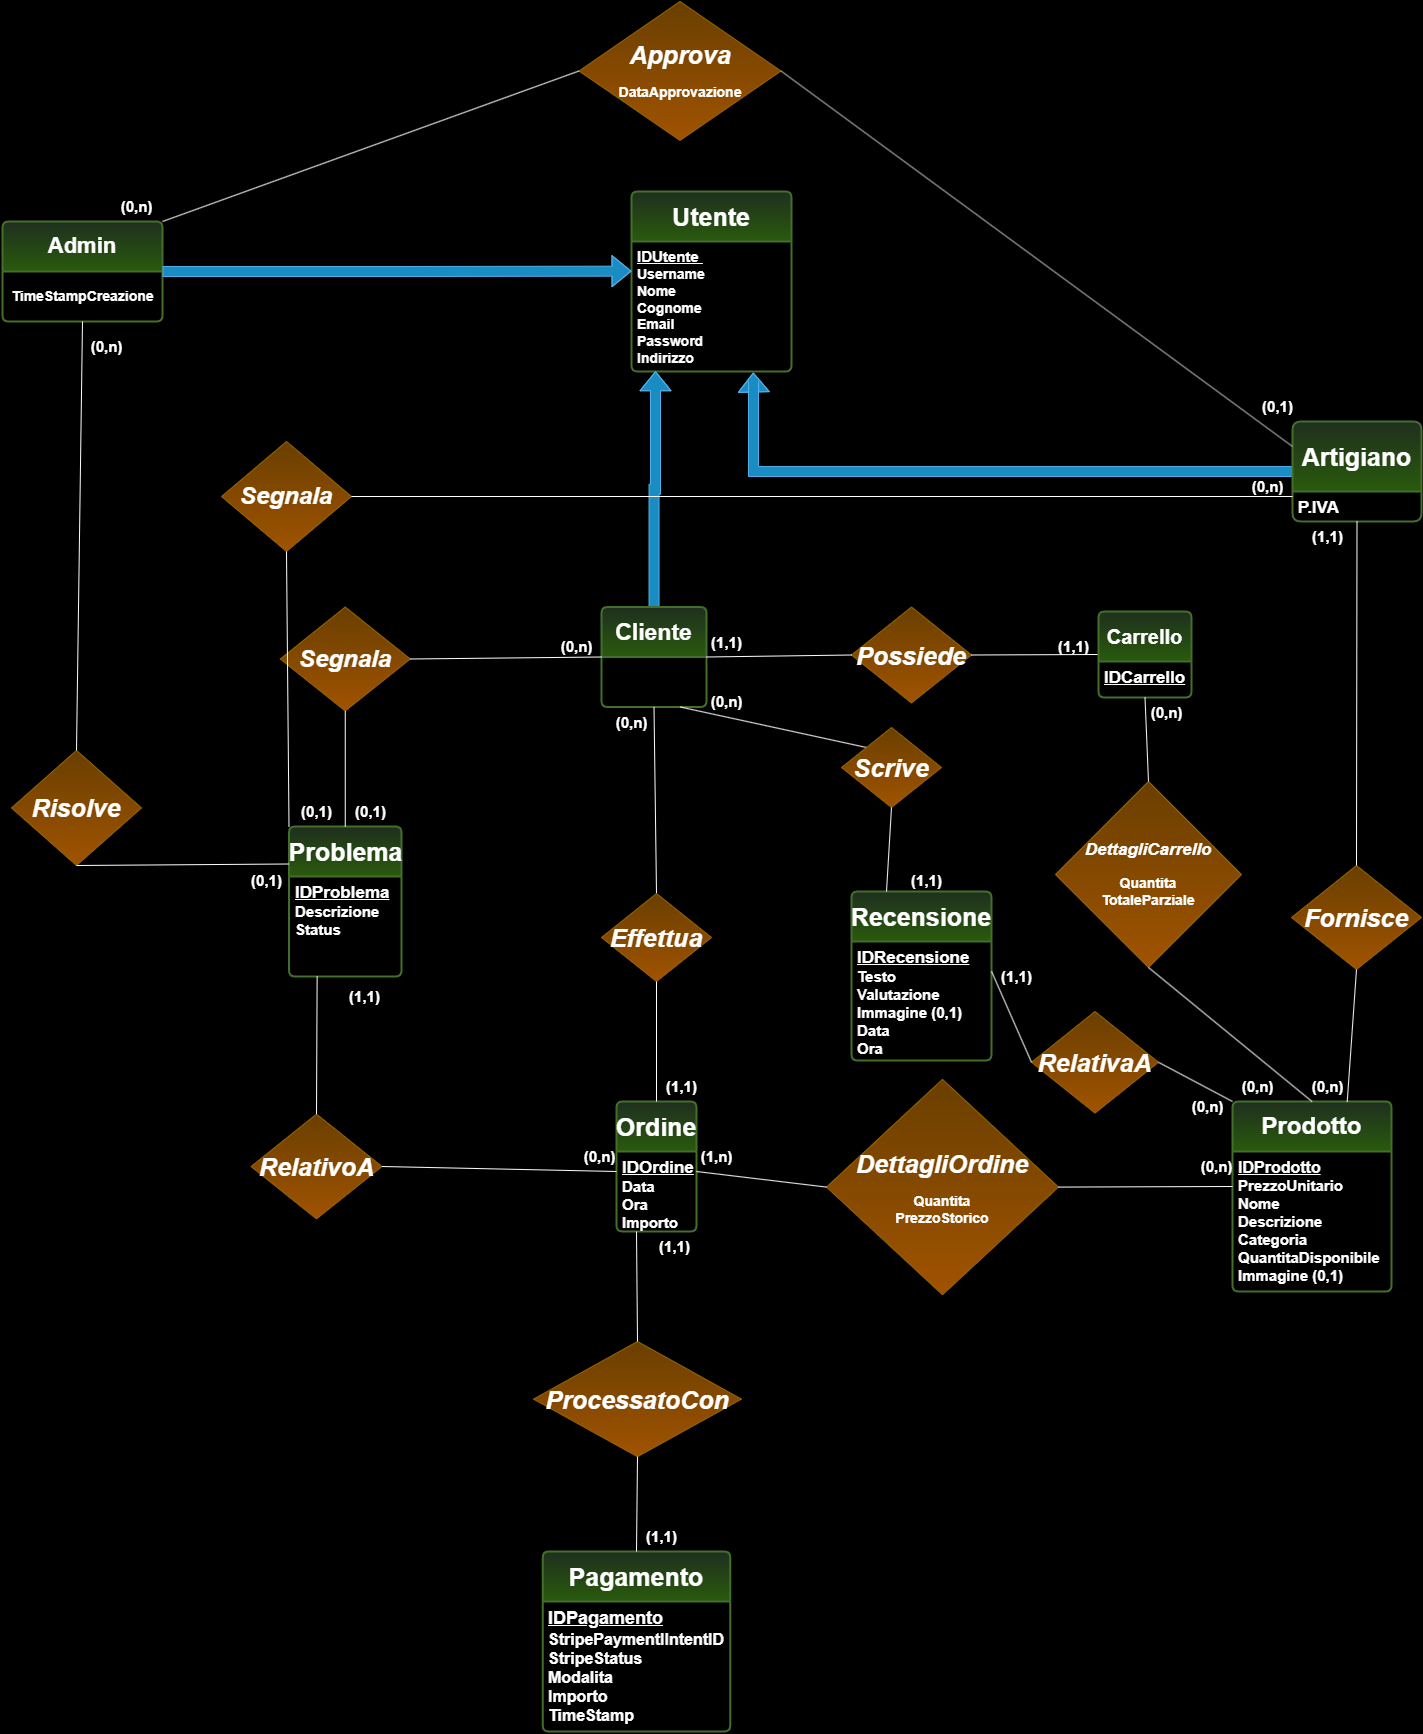 Approva
DataApprovazione
(0,n)
Admin
TimeStampCreazione
(0,n)
Utente
IDUtente
Username
Nome
Cognome
Email
Password
Indirizzo
(0,1)
Artigiano
(0,n)
P.IVA
(1,1)
Segnala
Segnala
(0,n)
Cliente
(1,1)
Possiede
(1,1)
Carrello
IDCarrello
(0,n)
(0,n)
(0,n)
Scrive
Risolve
(0,1)
(0,1)
Problema
(0,1)
IDProblema
Descrizione
Status
(1,1)
DettagliCarrello
Quantita
TotaleParziale
Fornisce
Effettua
(1,1)
Recensione
IDRecensione
Testo
Valutazione
Immagine (0,1)
Data
Ora
(1,1)
RelativaA
(0,n)
(0,n)
(0,n)
(1,1)
Ordine
(0,n)
(1,n)
IDOrdine
Data
Ora
Importo
(1,1)
RelativoA
DettagliOrdine
Quantita
PrezzoStorico
Prodotto
(0,n)
IDProdotto
PrezzoUnitario
Nome
Descrizione
Categoria
QuantitaDisponibile
Immagine (0,1)
ProcessatoCon
(1,1)
Pagamento
IDPagamento
StripePaymentIIntentID
StripeStatus
Modalita
Importo
TimeStamp